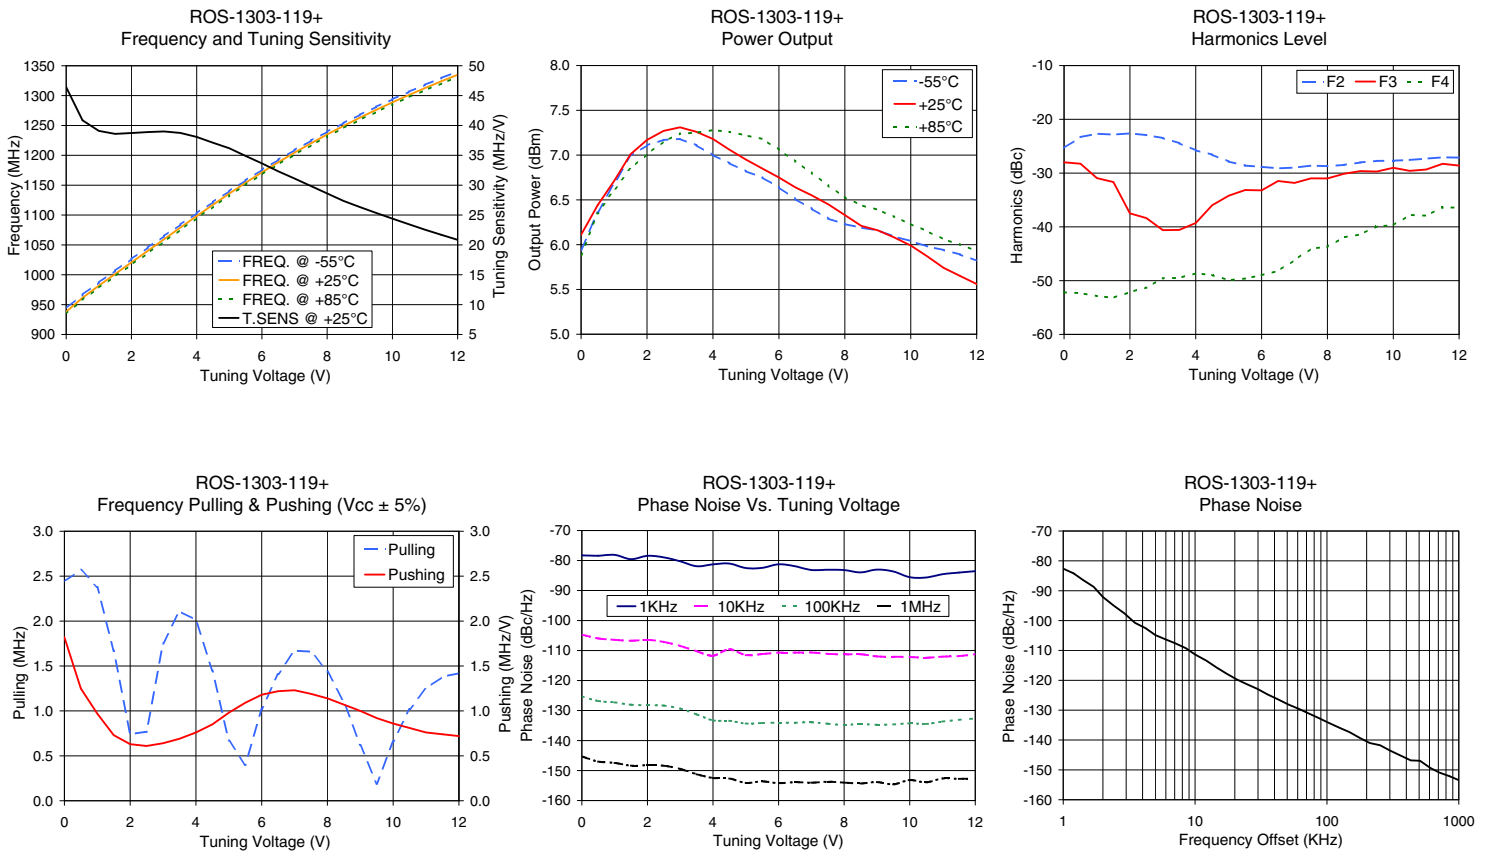 ROS-1303-119+
Frequency and Tuning Sensitivity
1350
1300
1250
1200
1150
1100
1050
1000
950
900
Frequency (MHz)
50
45
40
35
30
25
20
15
10
5
Tuning Sensitivity (MHz/V)
FREQ. @ -55°C
FREQ. @ +25°C
FREQ. @ +85°C
T.SENS @ +25°C
0 2 4 6 8 10 12
Tuning Voltage (V)
ROS-1303-119+
Power Output
8.0
7.5
7.0
6.5
6.0
5.5
5.0
Output Power (dBm)
-55°C
+25°C
+85°C
0 2 4 6 8 10 12
Tuning Voltage (V)
ROS-1303-119+
Harmonics Level
-10
-20
-30
-40
-50
-60
Harmonics (dBc)
F2 F3 F4
0 2 4 6 8 10 12
Tuning Voltage (V)
ROS-1303-119+
Frequency Pulling & Pushing (Vcc ± 5%)
3.0
2.5
2.0
1.5
1.0
0.5
0.0
Pulling (MHz)
3.0
2.5
2.0
1.5
1.0
0.5
0.0
Pushing (MHz/V)
Pulling
Pushing
0 2 4 6 8 10 12
Tuning Voltage (V)
ROS-1303-119+
Phase Noise Vs. Tuning Voltage
-70
-80
-90
-100
-110
-120
-130
-140
-150
-160
Phase Noise (dBc/Hz)
1KHz 10KHz 100KHz 1MHz
0 2 4 6 8 10 12
Tuning Voltage (V)
ROS-1303-119+
Phase Noise
-70
-80
-90
-100
-110
-120
-130
-140
-150
-160
Phase Noise (dBc/Hz)
1 10 100 1000
Frequency Offset (KHz)